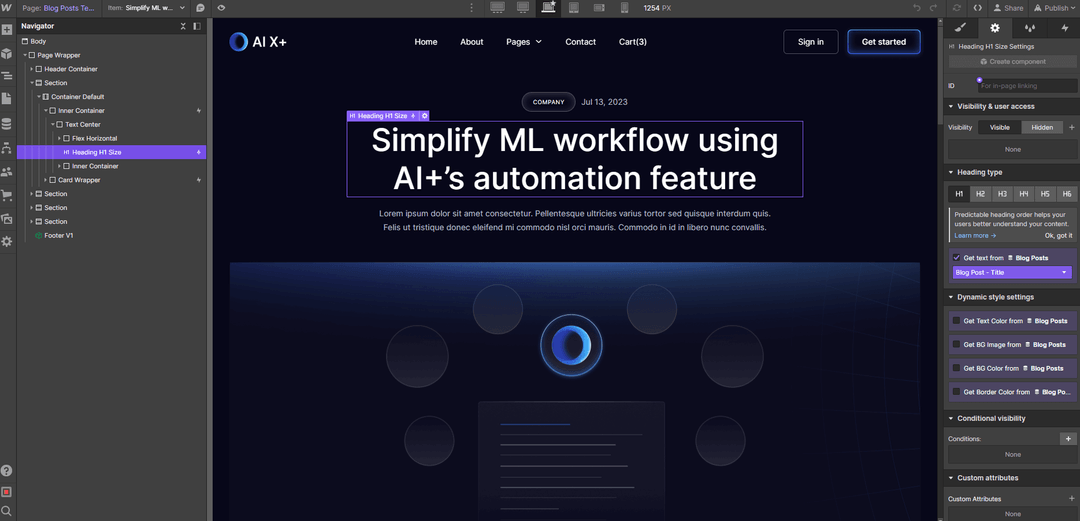 Page: Blog Posts Te...
Item: Simplify ML w...
1254 PX
Share
Publish
Navigator
Body
Page Wrapper
Header Container
Section
Container Default
Inner Container
Text Center
Flex Horizontal
H1 Heading H1 Size
Inner Container
Card Wrapper
Section
Section
Section
Footer V1
AI X+
Home
About
Pages
Contact
Cart(3)
Sign in
Get started
COMPANY
Jul 13, 2023
H1 Heading H1 Size
Simplify ML workflow using
AI+’s automation feature
Lorem ipsum dolor sit amet consectetur. Pellentesque ultricies varius tortor sed quisque interdum quis.
Felis ut tristique donec eleifend mi commodo nisl orci mauris. Commodo in id in libero nunc convallis.
H1 Heading H1 Size Settings
Create component
ID
For in-page linking
Visibility & user access
Visibility
Visible
Hidden
None
Heading type
H1 H2 H3 H4 H5 H6
Predictable heading order helps your
users better understand your content.
Learn more →
Ok, got it
Get text from Blog Posts
Blog Post - Title
Dynamic style settings
Get Text Color from Blog Posts
Get BG Image from Blog Posts
Get BG Color from Blog Posts
Get Border Color from Blog Po...
Conditional visibility
Conditions:
None
Custom attributes
Custom Attributes
None